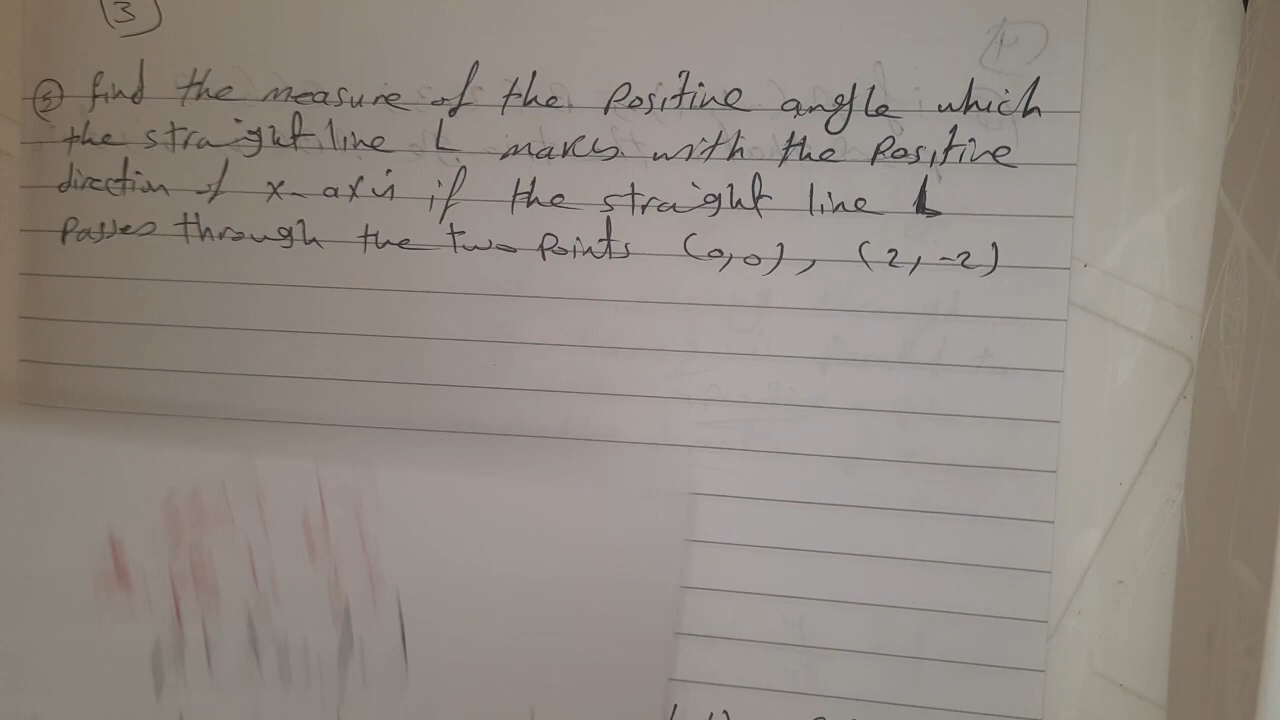 3
⑤ find the measure of the Positive angle which
the straight line L makes with the Positive
direction of x-axis if the straight line L
Passes through the two Points (0,0), (2,-2)